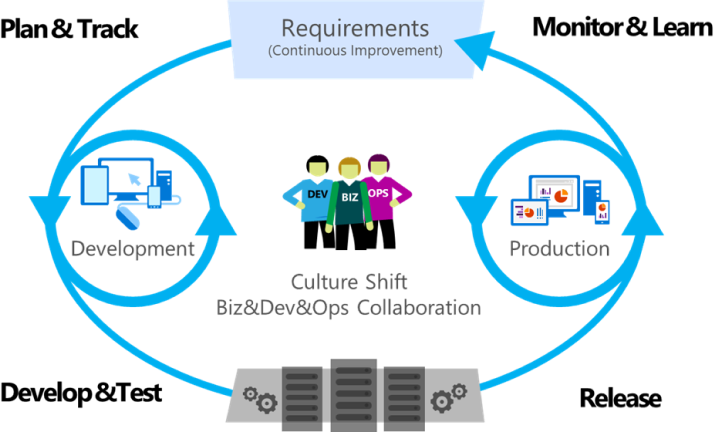 Plan & Track
Requirements
(Continuous Improvement)
Monitor & Learn
DEV
BIZ
OPS
Development
Production
Culture Shift
Biz&Dev&Ops Collaboration
Develop &Test
Release